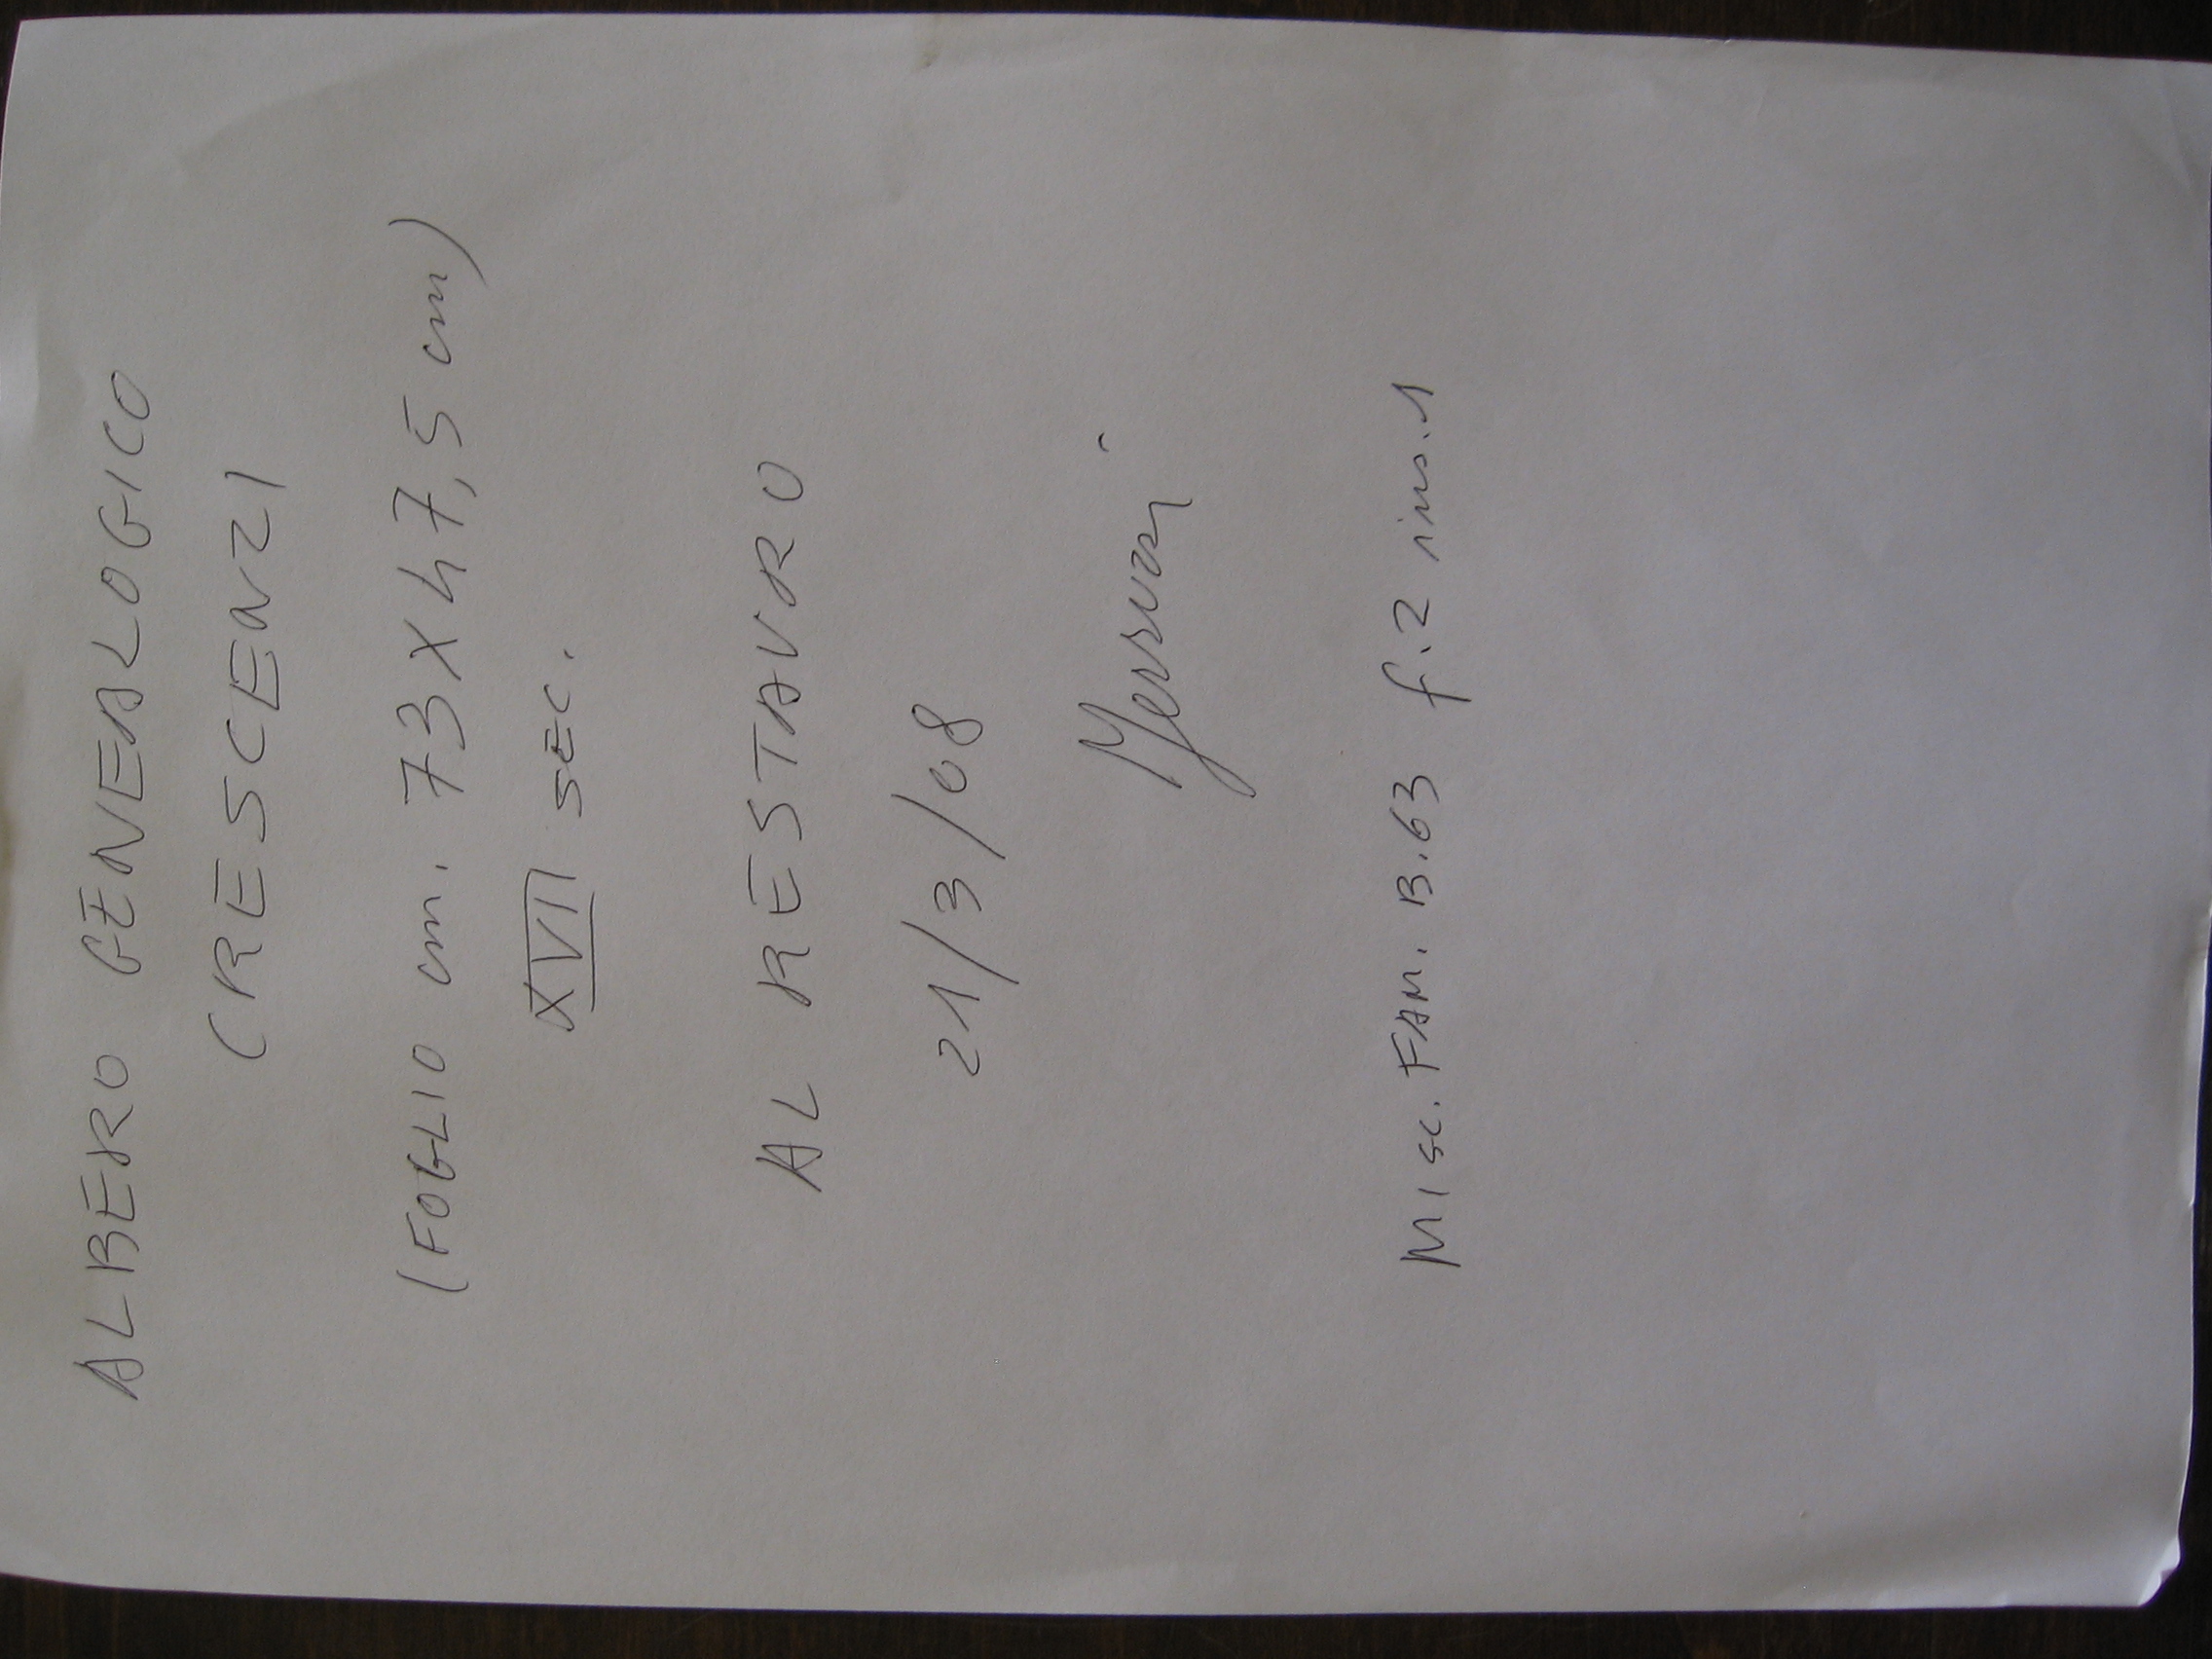 ALBERO GENEALOGICO
CRESCENZI
(FOGLIO cm. 73 X 47,5 cm)
XVII SEC.
AL RESTAURO
21/3/08
Misc. FAM. B.63 f.2 ins.1